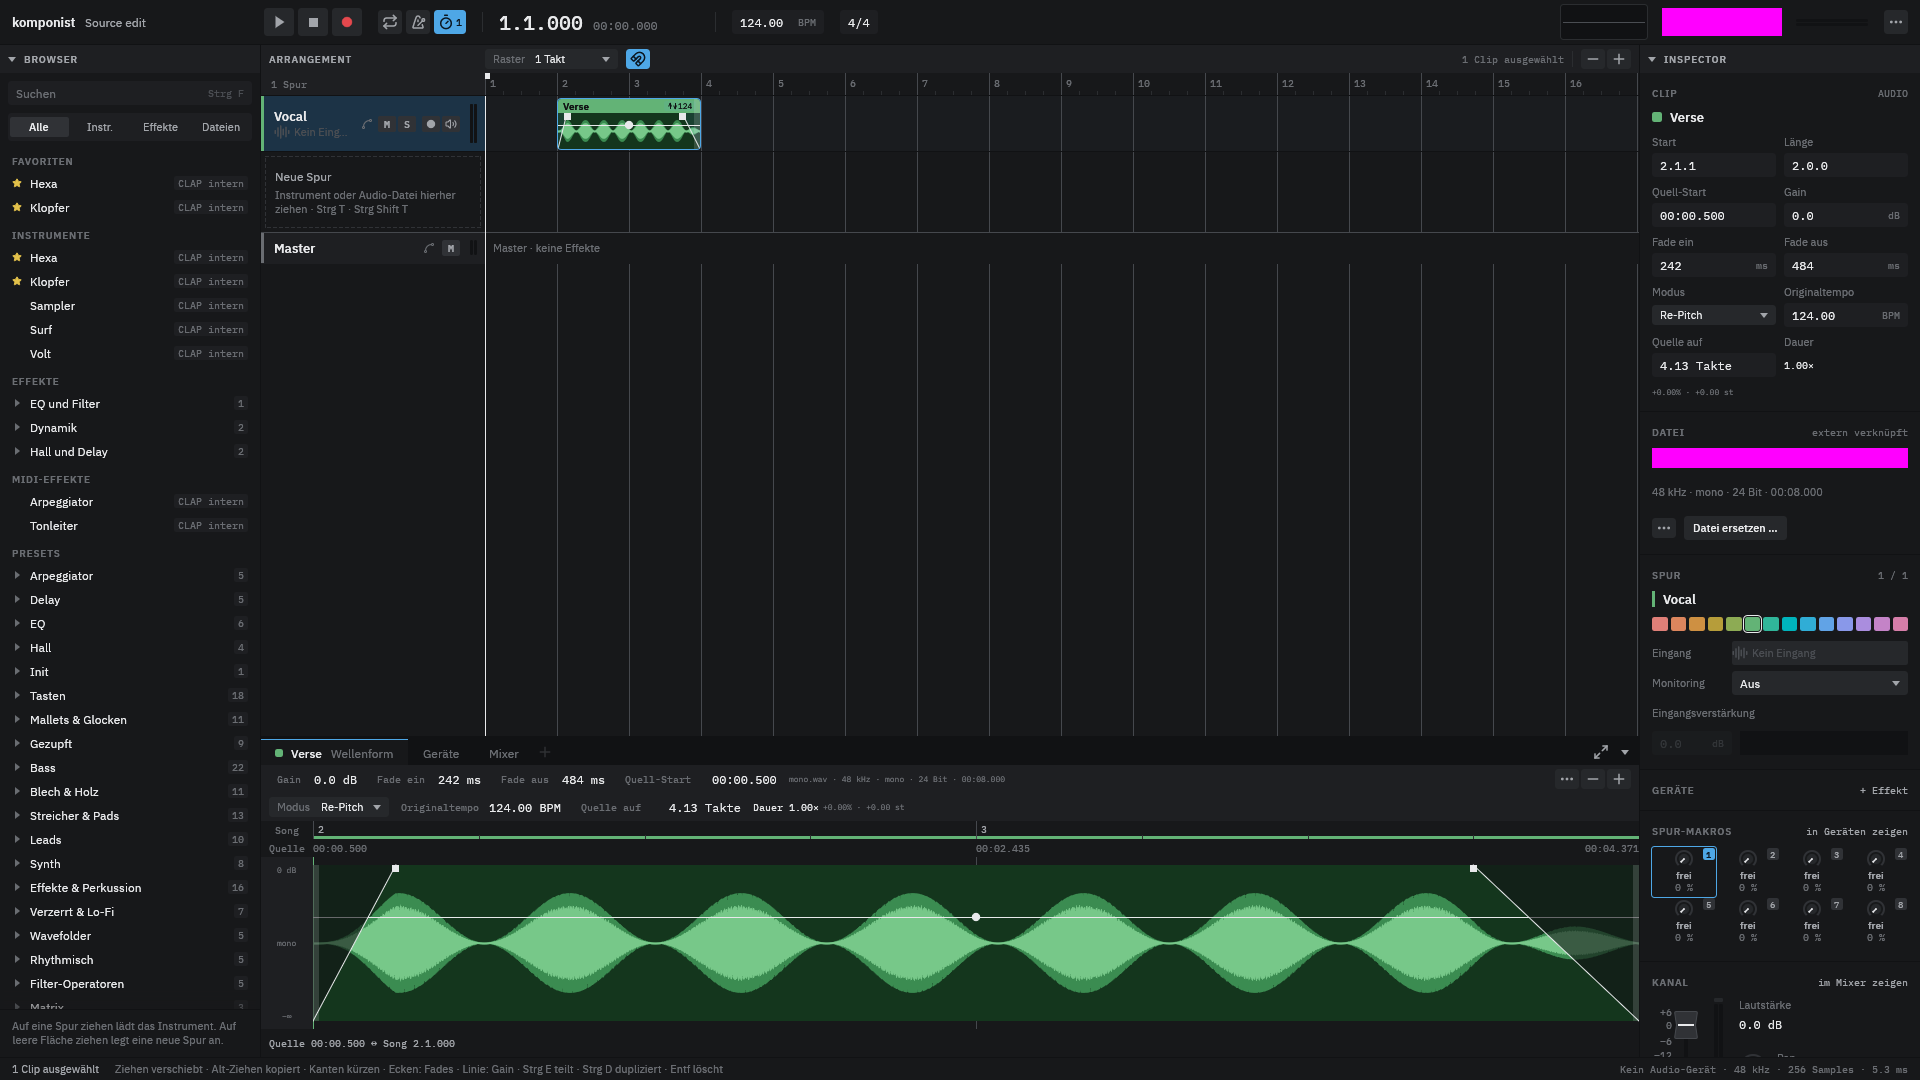 komponist Source edit
1 1.1.000 00:00.000 124.00 BPM 4/4
BROWSER
Suchen Strg F
Alle Instr. Effekte Dateien
FAVORITEN
Hexa CLAP intern
Klopfer CLAP intern
INSTRUMENTE
Hexa CLAP intern
Klopfer CLAP intern
Sampler CLAP intern
Surf CLAP intern
Volt CLAP intern
EFFEKTE
EQ und Filter 1
Dynamik 2
Hall und Delay 2
MIDI-EFFEKTE
Arpeggiator CLAP intern
Tonleiter CLAP intern
PRESETS
Arpeggiator 5
Delay 5
EQ 6
Hall 4
Init 1
Tasten 18
Mallets & Glocken 11
Gezupft 9
Bass 22
Blech & Holz 11
Streicher & Pads 13
Leads 10
Synth 8
Effekte & Perkussion 16
Verzerrt & Lo-Fi 7
Wavefolder 5
Rhythmisch 5
Filter-Operatoren 5
Matrix 3
Auf eine Spur ziehen lädt das Instrument. Auf
leere Fläche ziehen legt eine neue Spur an.
ARRANGEMENT Raster 1 Takt 1 Clip ausgewählt
1 Spur 1 2 3 4 5 6 7 8 9 10 11 12 13 14 15 16
Vocal M S
Kein Eing...
Verse 124
Neue Spur
Instrument oder Audio-Datei hierher
ziehen · Strg T · Strg Shift T
Master M Master · keine Effekte
Verse Wellenform Geräte Mixer +
Gain 0.0 dB Fade ein 242 ms Fade aus 484 ms Quell-Start 00:00.500 mono.wav · 48 kHz · mono · 24 Bit · 00:08.000
Modus Re-Pitch Originaltempo 124.00 BPM Quelle auf 4.13 Takte Dauer 1.00× +0.00% · +0.00 st
Song 2 3
Quelle 00:00.500 00:02.435 00:04.371
0 dB
mono
-∞
Quelle 00:00.500 ⇔ Song 2.1.000
INSPECTOR
CLIP AUDIO
Verse
Start Länge
2.1.1 2.0.0
Quell-Start Gain
00:00.500 0.0 dB
Fade ein Fade aus
242 ms 484 ms
Modus Originaltempo
Re-Pitch 124.00 BPM
Quelle auf Dauer
4.13 Takte 1.00×
+0.00% · +0.00 st
DATEI extern verknüpft
48 kHz · mono · 24 Bit · 00:08.000
Datei ersetzen ...
SPUR 1 / 1
Vocal
Eingang Kein Eingang
Monitoring Aus
Eingangsverstärkung
0.0 dB
GERÄTE + Effekt
SPUR-MAKROS in Geräten zeigen
1 2 3 4
frei frei frei frei
0 % 0 % 0 % 0 %
5 6 7 8
frei frei frei frei
0 % 0 % 0 % 0 %
KANAL im Mixer zeigen
Lautstärke
0.0 dB
+6
0
-6
-12
Pan
1 Clip ausgewählt Ziehen verschiebt · Alt-Ziehen kopiert · Kanten kürzen · Ecken: Fades · Linie: Gain · Strg E teilt · Strg D dupliziert · Entf löscht
Kein Audio-Gerät · 48 kHz · 256 Samples · 5.3 ms